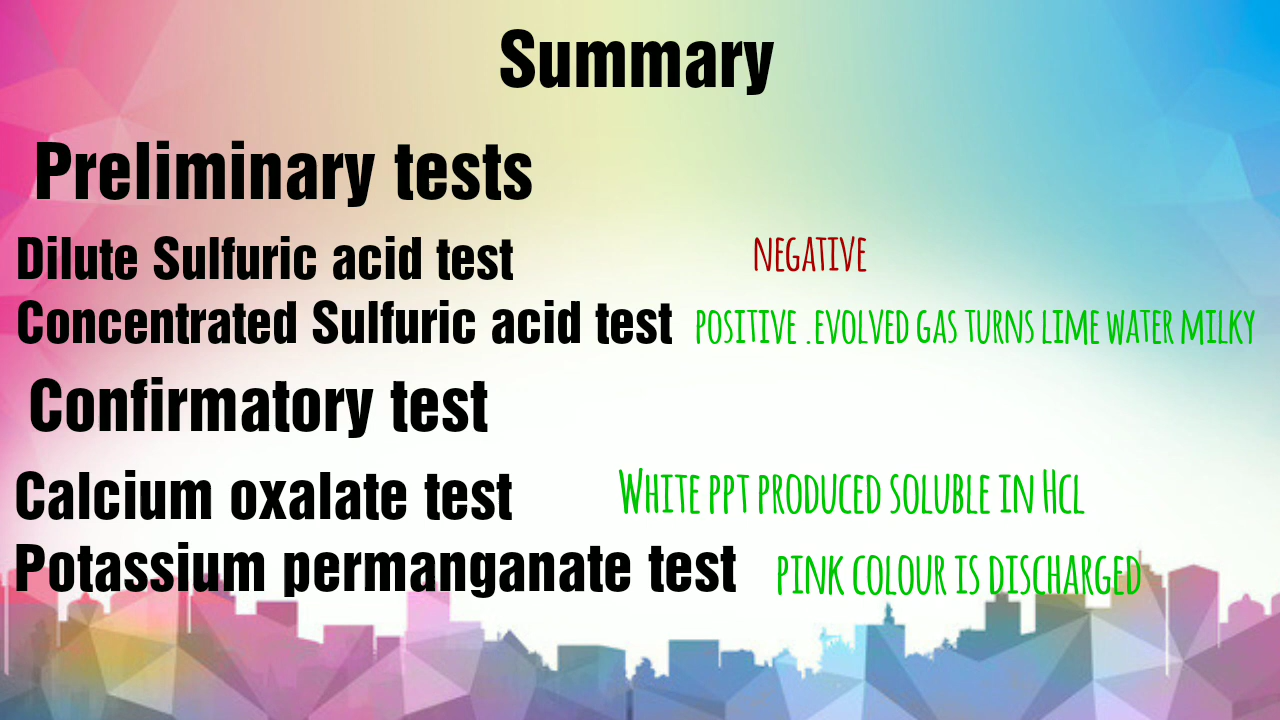 Summary
Preliminary tests
Dilute Sulfuric acid test NEGATIVE
Concentrated Sulfuric acid test POSITIVE .EVOLVED GAS TURNS LIME WATER MILKY
Confirmatory test
Calcium oxalate test WHITE PPT PRODUCED SOLUBLE IN HCL
Potassium permanganate test PINK COLOUR IS DISCHARGED